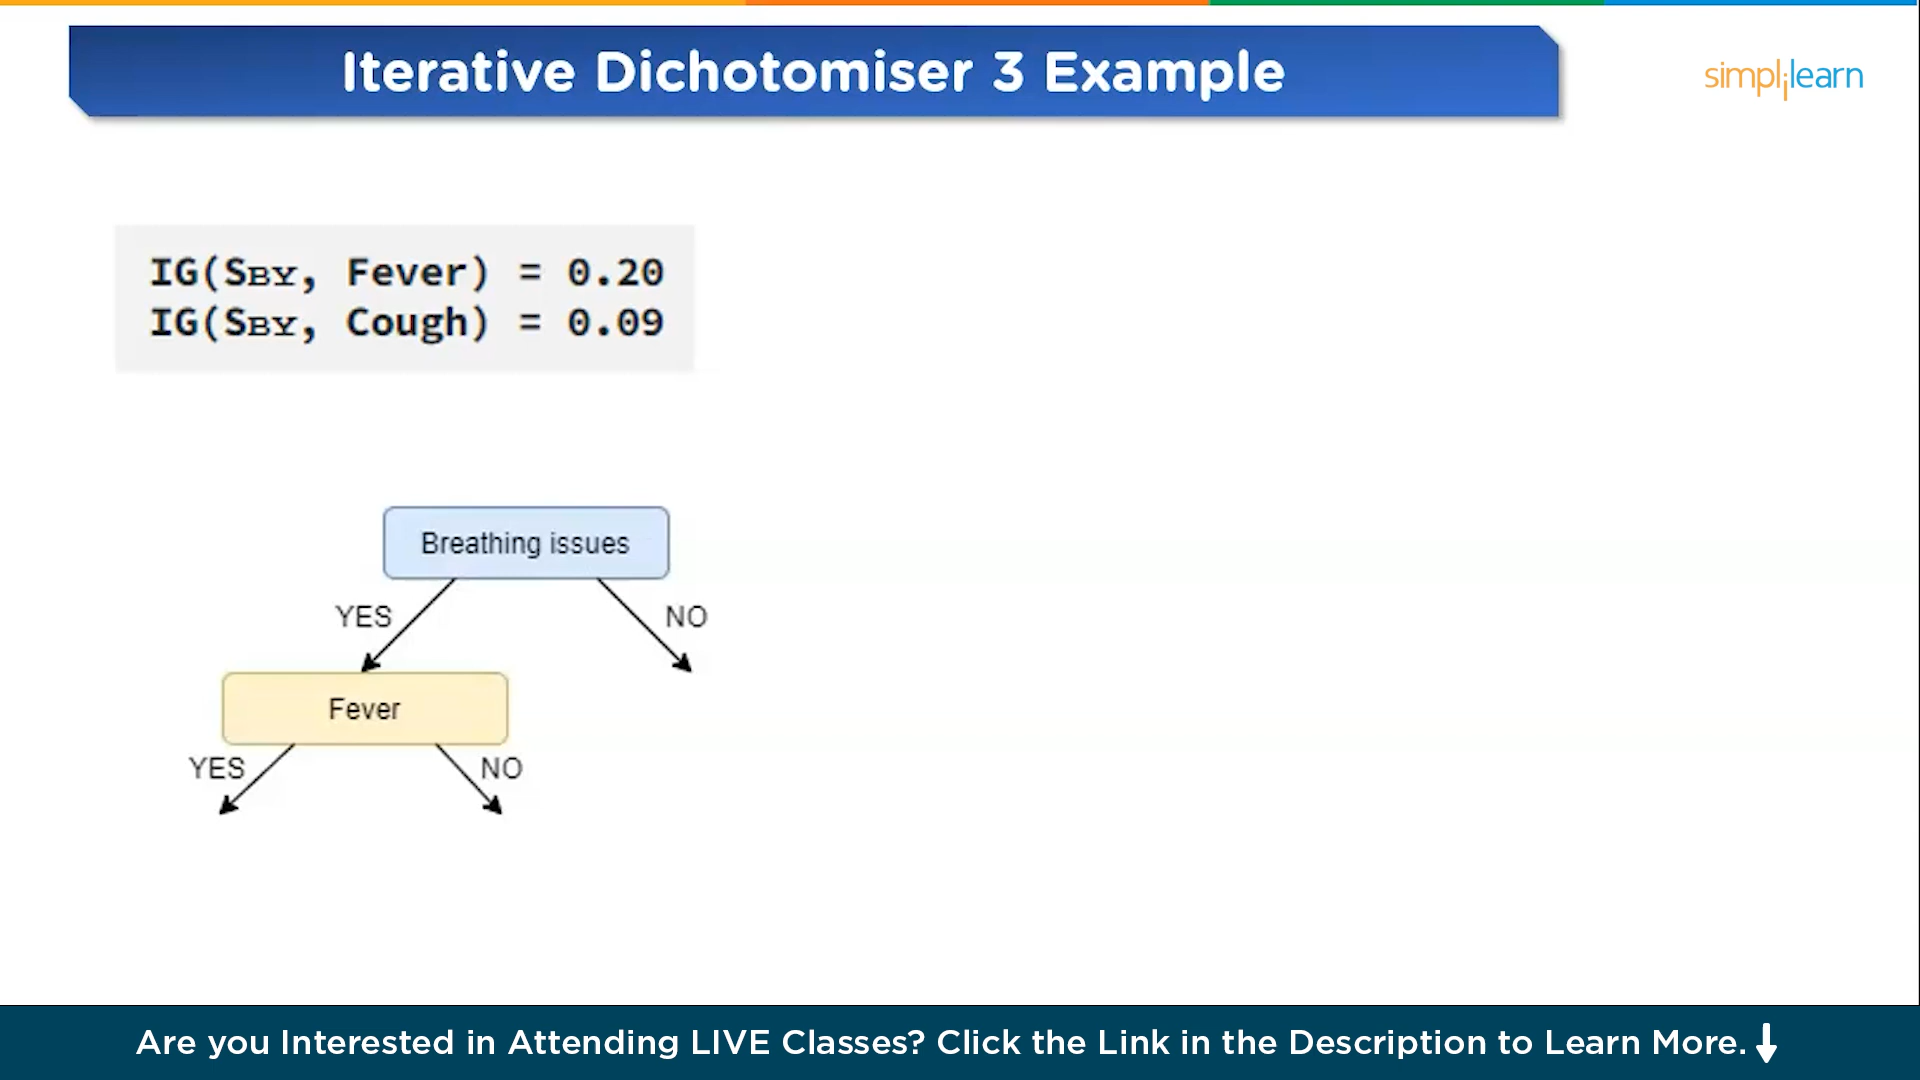 Iterative Dichotomiser 3 Example
simplilearn
IG(SBY, Fever) = 0.20
IG(SBY, Cough) = 0.09
Breathing issues
YES
NO
Fever
YES
NO
Are you Interested in Attending LIVE Classes? Click the Link in the Description to Learn More.